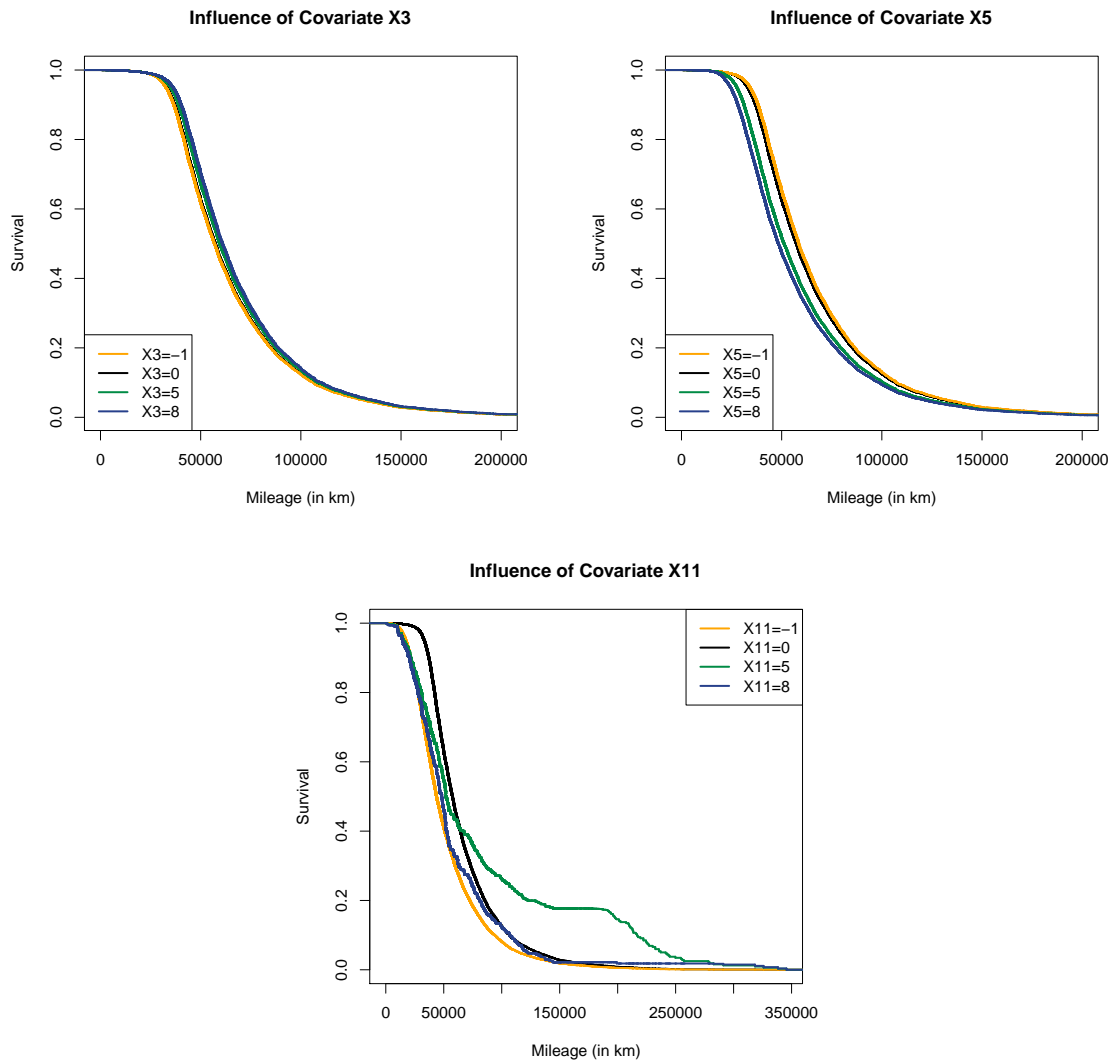 Influence of Covariate X3
Survival
1.0
0.8
0.6
0.4
0.2
0.0
X3=−1
X3=0
X3=5
X3=8
0 50000 100000 150000 200000
Mileage (in km)
Influence of Covariate X5
Survival
1.0
0.8
0.6
0.4
0.2
0.0
X5=−1
X5=0
X5=5
X5=8
0 50000 100000 150000 200000
Mileage (in km)
Influence of Covariate X11
Survival
1.0
0.8
0.6
0.4
0.2
0.0
X11=−1
X11=0
X11=5
X11=8
0 50000 150000 250000 350000
Mileage (in km)